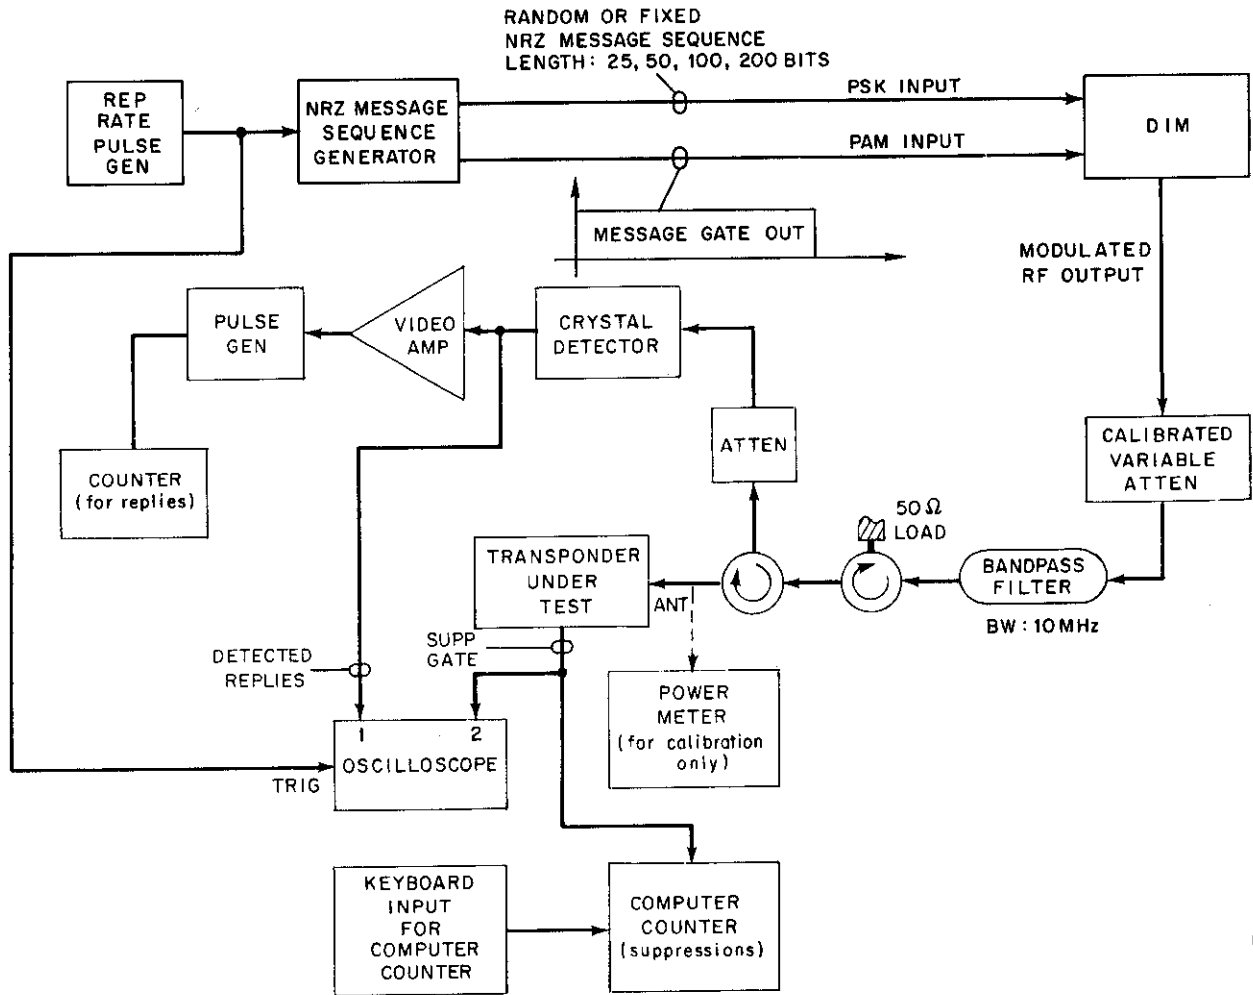 RANDOM OR FIXED
NRZ MESSAGE SEQUENCE
LENGTH: 25, 50, 100, 200 BITS
REP
RATE
PULSE
GEN
NRZ MESSAGE
SEQUENCE
GENERATOR
PSK INPUT
PAM INPUT
DIM
MESSAGE GATE OUT
MODULATED
RF OUTPUT
PULSE
GEN
VIDEO
AMP
CRYSTAL
DETECTOR
ATTEN
CALIBRATED
VARIABLE
ATTEN
COUNTER
(for replies)
50 Ω
LOAD
TRANSPONDER
UNDER
TEST
ANT
BANDPASS
FILTER
BW: 10 MHz
SUPP
GATE
DETECTED
REPLIES
POWER
METER
(for calibration
only)
1
2
OSCILLOSCOPE
TRIG
KEYBOARD
INPUT
FOR
COMPUTER
COUNTER
COMPUTER
COUNTER
(suppressions)